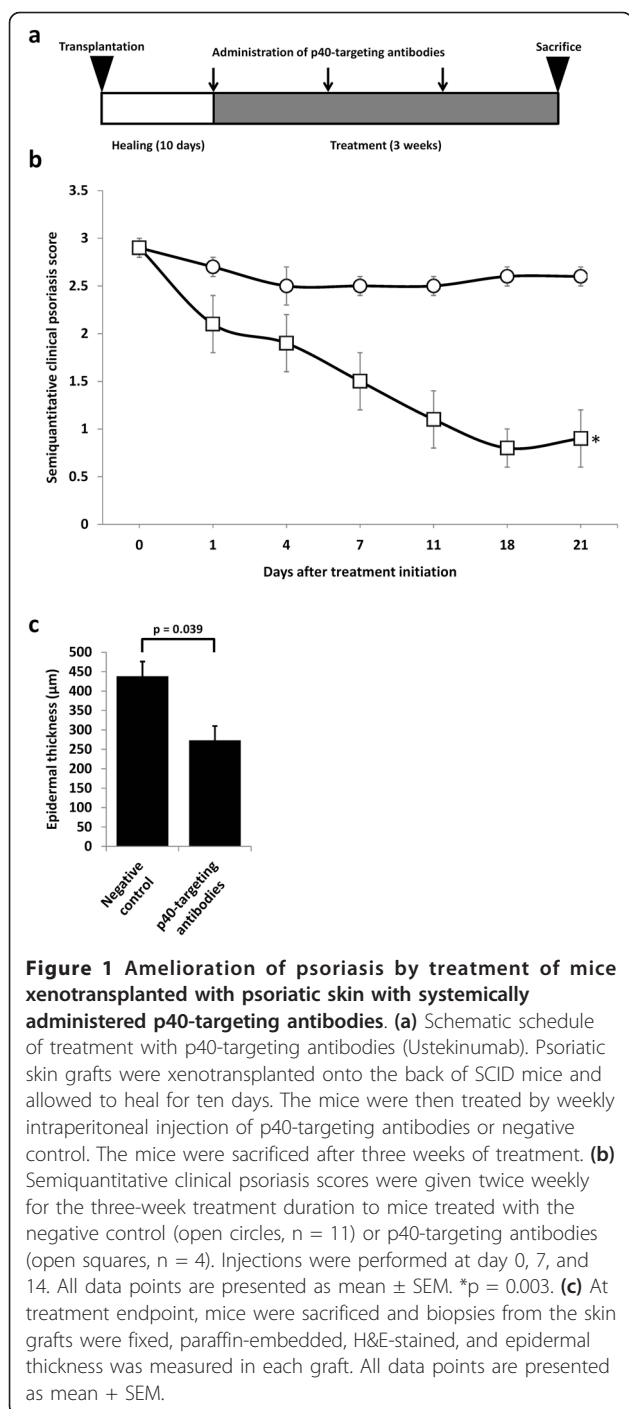 a
Transplantation
Administration of p40-targeting antibodies
Sacrifice
Healing (10 days)
Treatment (3 weeks)
b
Semiquantitative clinical psoriasis score
3.5
3
2.5
2
1.5
1
0.5
0
*
0 1 4 7 11 18 21
Days after treatment initiation
c
p = 0.039
Epidermal thickness (µm)
500
450
400
350
300
250
200
150
100
50
0
Negative
control
p40-targeting
antibodies
Figure 1 Amelioration of psoriasis by treatment of mice
xenotransplanted with psoriatic skin with systemically
administered p40-targeting antibodies. (a) Schematic schedule
of treatment with p40-targeting antibodies (Ustekinumab). Psoriatic
skin grafts were xenotransplanted onto the back of SCID mice and
allowed to heal for ten days. The mice were then treated by weekly
intraperitoneal injection of p40-targeting antibodies or negative
control. The mice were sacrificed after three weeks of treatment. (b)
Semiquantitative clinical psoriasis scores were given twice weekly
for the three-week treatment duration to mice treated with the
negative control (open circles, n = 11) or p40-targeting antibodies
(open squares, n = 4). Injections were performed at day 0, 7, and
14. All data points are presented as mean ± SEM. *p = 0.003. (c) At
treatment endpoint, mice were sacrificed and biopsies from the skin
grafts were fixed, paraffin-embedded, H&E-stained, and epidermal
thickness was measured in each graft. All data points are presented
as mean + SEM.